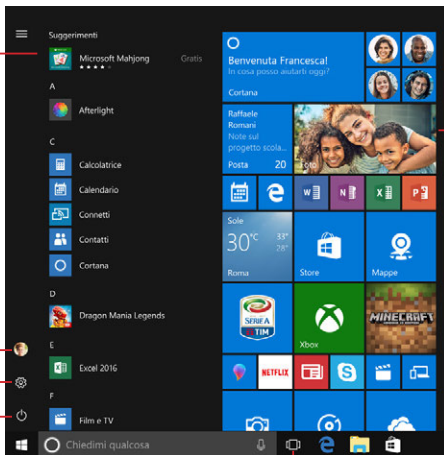 Suggerimenti
Microsoft Mahjong
Gratis
A
Afterlight
C
Calcolatrice
Calendario
Connetti
Contatti
Cortana
D
Dragon Mania Legends
E
Excel 2016
F
Film e TV
Chiedimi qualcosa
Benvenuta Francesca!
In cosa posso aiutarti oggi?
Cortana
Raffaele
Romani
Note sul
progetto scola...
Posta 20
Foto
Sole
30°C 33°
28°
Roma
Store
Mappe
SERIE A
TIM
Xbox
MINECRAFT
NETFLIX